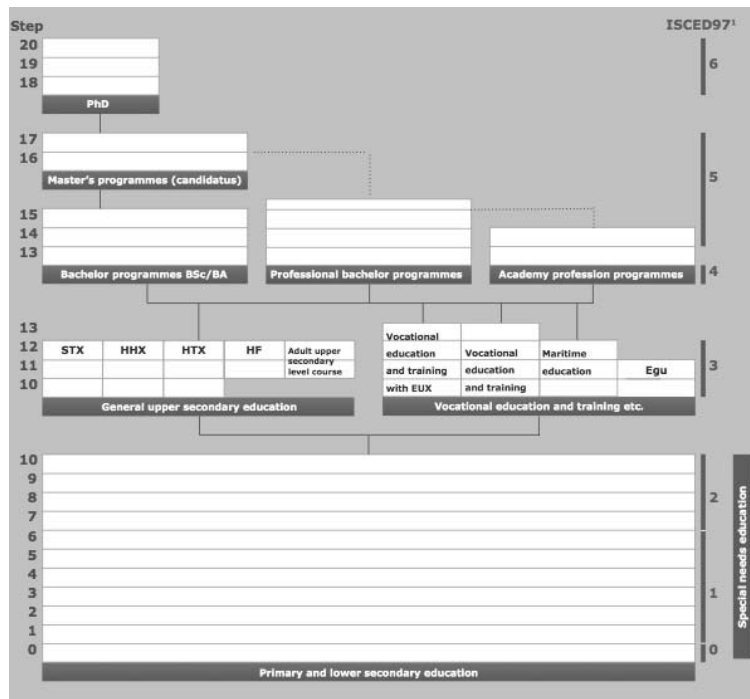 Step
ISCED97¹
20
19
18
6
PhD
17
16
Master's programmes (candidatus)
5
15
14
13
Bachelor programmes BSc/BA
Professional bachelor programmes
Academy profession programmes
4
13
12
11
10
STX
HHX
HTX
HF
Adult upper
secondary
level course
Vocational
education
and training
with EUX
Vocational
education
and training
Maritime
education
Egu
3
General upper secondary education
Vocational education and training etc.
10
9
8
7
6
5
4
3
2
1
0
2
1
0
Special needs education
Primary and lower secondary education